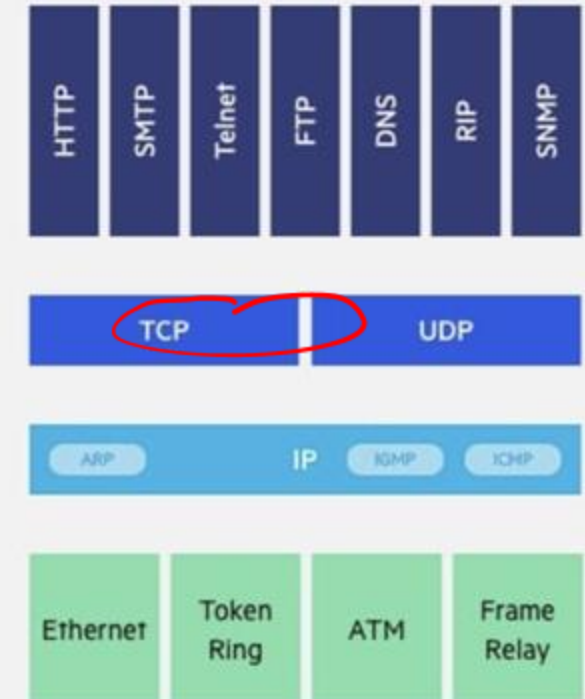 HTTP
SMTP
Telnet
FTP
DNS
RIP
SNMP
TCP
UDP
ARP
IP
IGMP
ICMP
Ethernet
Token
Ring
ATM
Frame
Relay